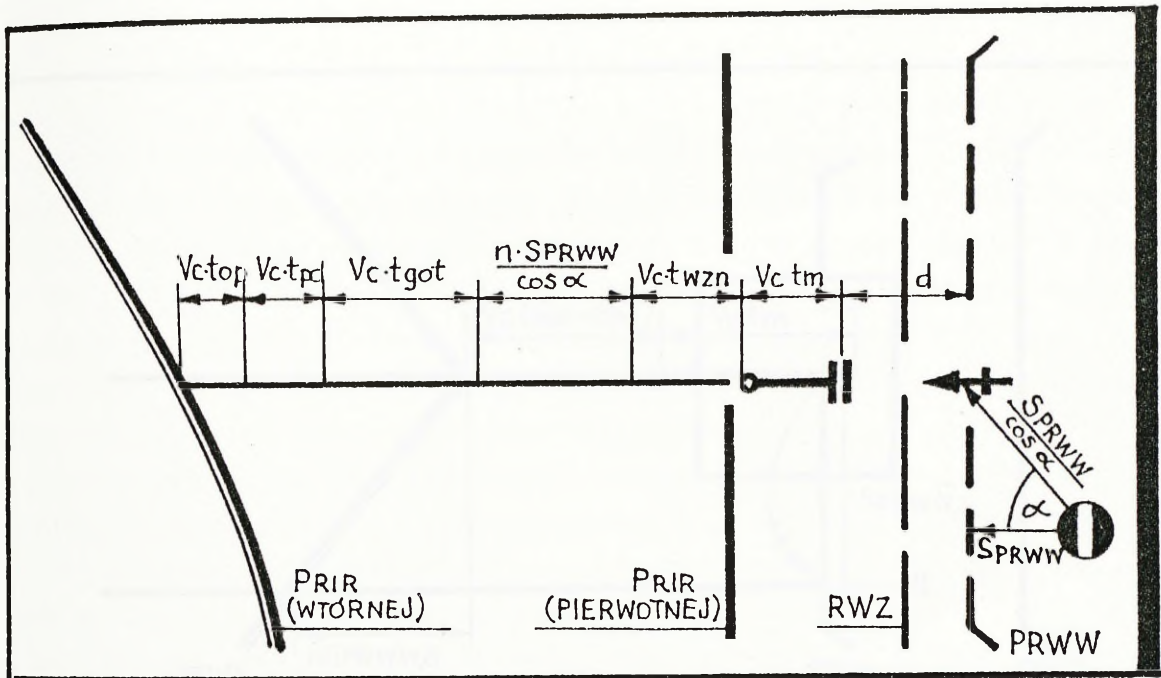 Vc·top
Vc·tpc
Vc·tgot
n·SPRWW
cos α
Vc·twzn
Vc tm
d
SPRWW
cos α
α
SPRWW
PRIR
(WTÓRNEJ)
PRIR
(PIERWOTNEJ)
RWZ
PRWW